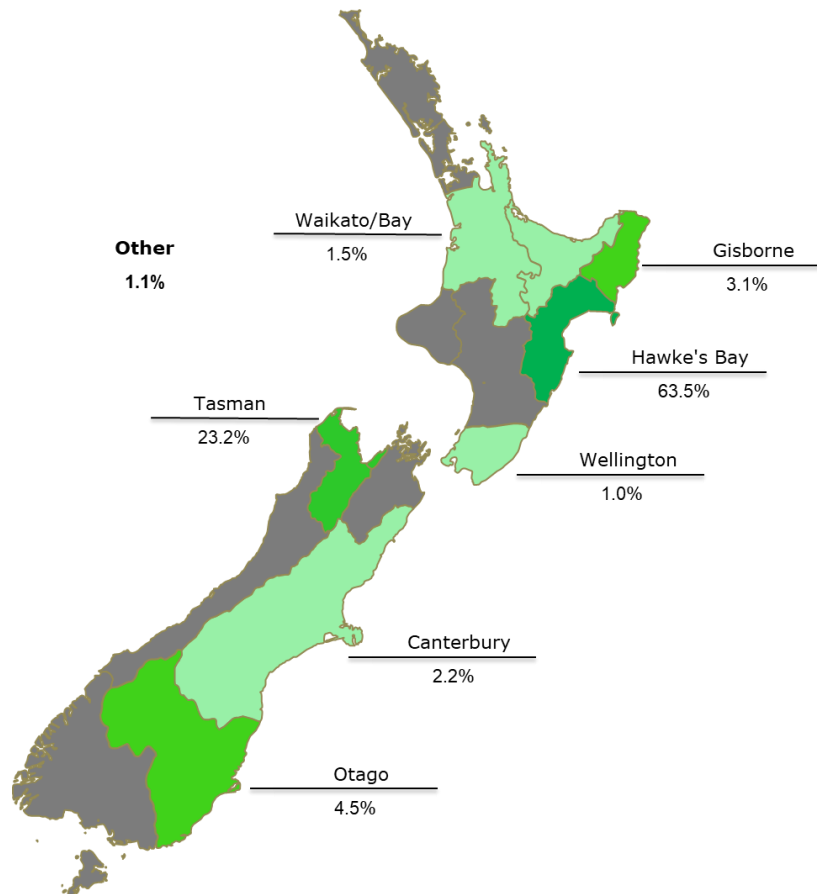 Waikato/Bay
1.5%
Other
1.1%
Gisborne
3.1%
Hawke's Bay
63.5%
Tasman
23.2%
Wellington
1.0%
Canterbury
2.2%
Otago
4.5%